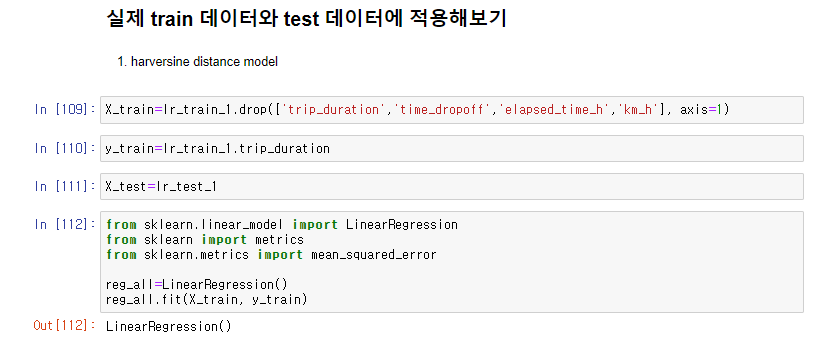 실제 train 데이터와 test 데이터에 적용해보기
1. harversine distance model
In [109]: X_train=lr_train_1.drop(['trip_duration','time_dropoff','elapsed_time_h','km_h'], axis=1)
In [110]: y_train=lr_train_1.trip_duration
In [111]: X_test=lr_test_1
In [112]: from sklearn.linear_model import LinearRegression
from sklearn import metrics
from sklearn.metrics import mean_squared_error
reg_all=LinearRegression()
reg_all.fit(X_train, y_train)
Out[112]: LinearRegression()